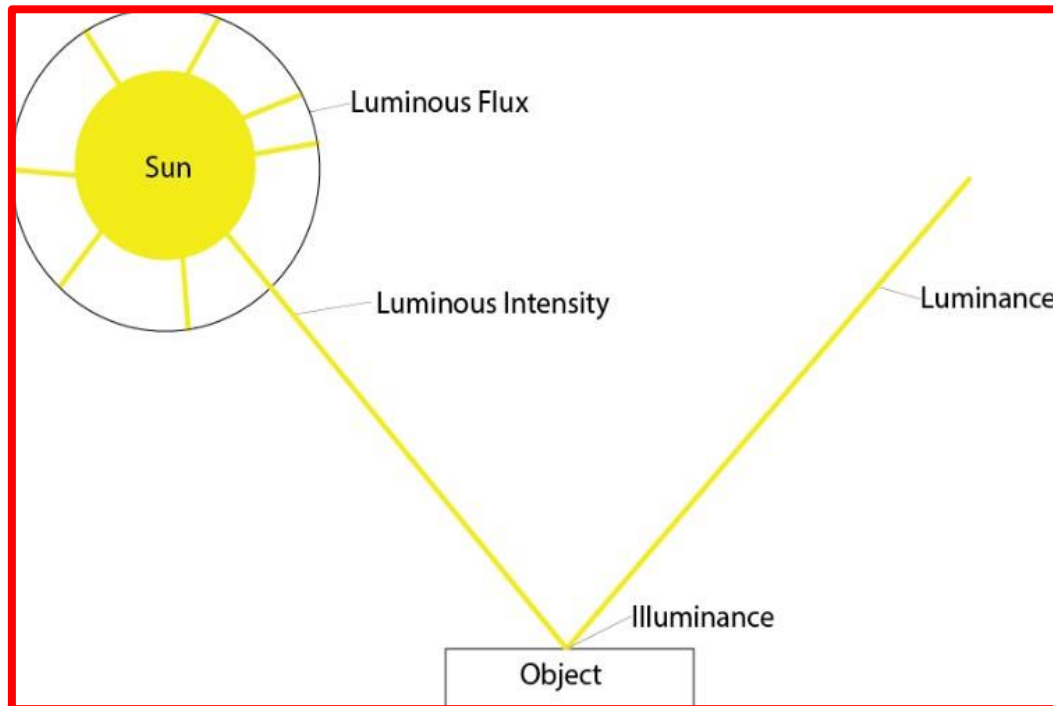 Luminous Flux
Sun
Luminous Intensity
Luminance
Illuminance
Object